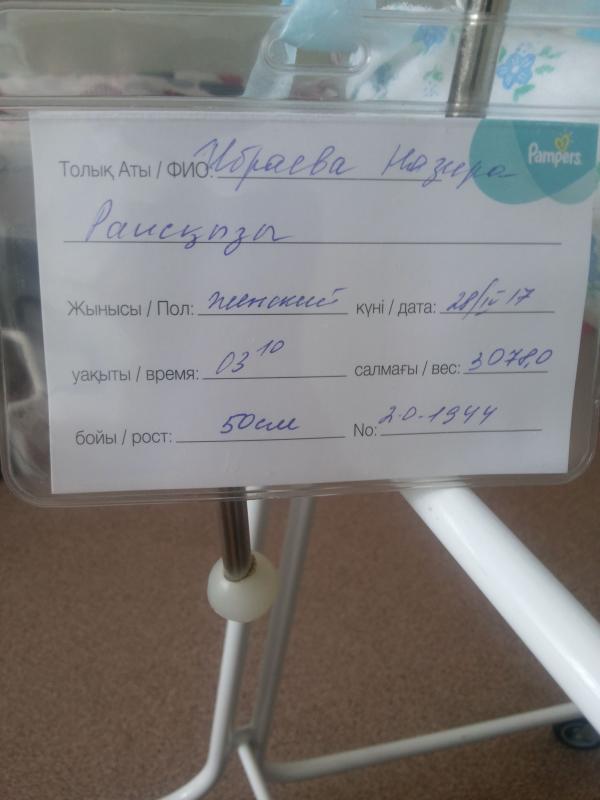 Pampers
Толық Аты / ФИО: Ибраева Назира
Раисқызы
Жынысы / Пол: женский күні / дата: 28/IV 17
уақыты / время: 03 10 салмағы / вес: 3078,0
бойы / рост: 50см No: 2.0.1944